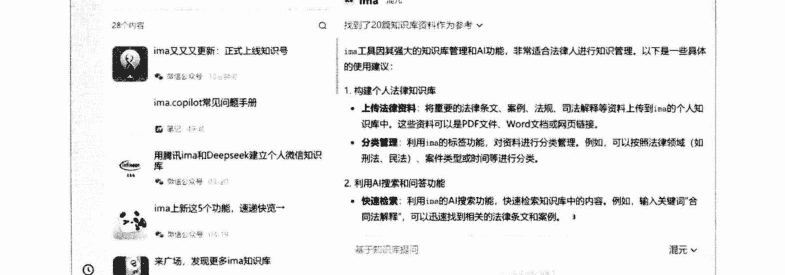 28个内容
ima又又又更新：正式上线知识号
微信公众号
ima.copilot常见问题手册
笔记
用腾讯ima和Deepseek建立个人微信知识库
微信公众号
ima上新这5个功能，速递快览→
微信公众号 04-19
来广场，发现更多ima知识库
ima 混元
找到了20篇知识库资料作为参考
ima工具因其强大的知识库管理和AI功能，非常适合法律人进行知识管理。以下是一些具体
的使用建议：
1. 构建个人法律知识库
• 上传法律资料：将重要的法律条文、案例、法规、司法解释等资料上传到ima的个人知
识库中。这些资料可以是PDF文件、Word文档或网页链接。
• 分类管理：利用ima的标签功能，对资料进行分类管理。例如，可以按照法律领域（如
刑法、民法）、案件类型或时间等进行分类。
2. 利用AI搜索和问答功能
• 快速检索：利用ima的AI搜索功能，快速检索知识库中的内容。例如，输入关键词“合
同法解释”，可以迅速找到相关的法律条文和案例。
基于知识库提问
混元